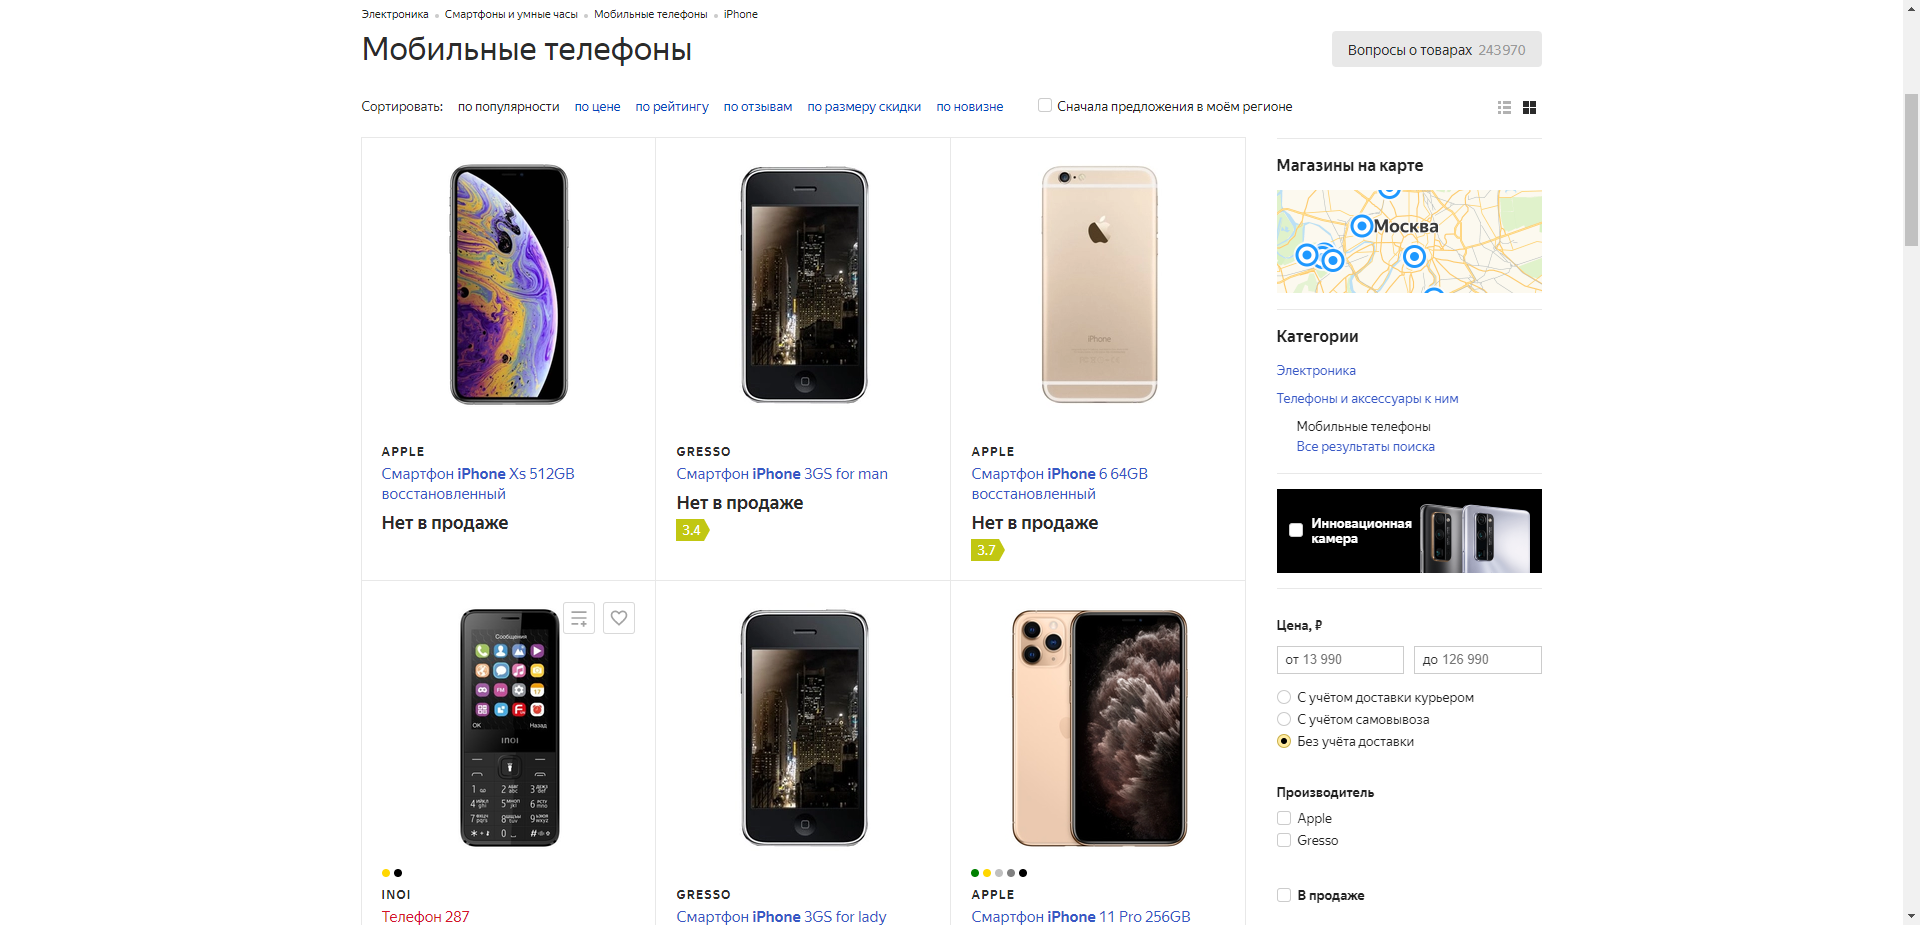 Электроника • Смартфоны и умные часы • Мобильные телефоны • iPhone
Мобильные телефоны
Вопросы о товарах 243970
Сортировать: по популярности по цене по рейтингу по отзывам по размеру скидки по новизне Сначала предложения в моём регионе
APPLE
Смартфон iPhone Xs 512GB
восстановленный
Нет в продаже
GRESSO
Смартфон iPhone 3GS for man
Нет в продаже
3.4
iPhone
APPLE
Смартфон iPhone 6 64GB
восстановленный
Нет в продаже
3.7
Сообщения
OK Назад
INOI
INOI
Телефон 287
GRESSO
Смартфон iPhone 3GS for lady
APPLE
Смартфон iPhone 11 Pro 256GB
Магазины на карте
Москва
Категории
Электроника
Телефоны и аксессуары к ним
Мобильные телефоны
Все результаты поиска
Инновационная
камера
Цена, ₽
от 13 990 до 126 990
С учётом доставки курьером
С учётом самовывоза
Без учёта доставки
Производитель
Apple
Gresso
В продаже